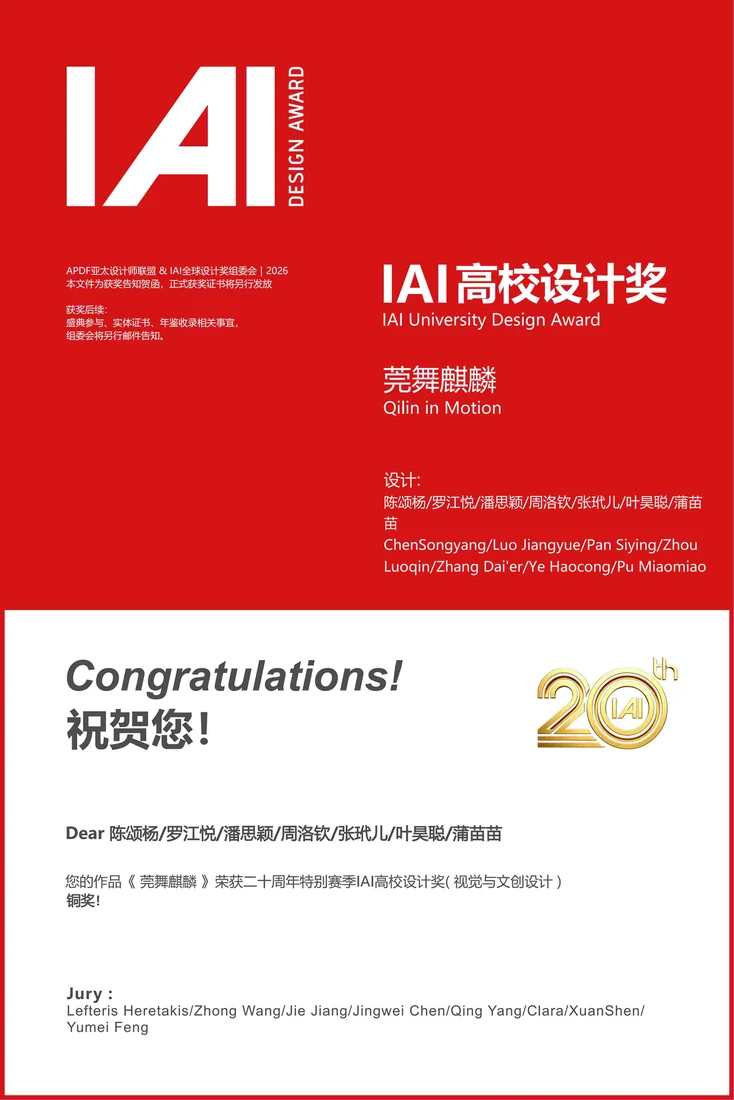 IAI
DESIGN AWARD
APDF亚太设计师联盟 & IAI全球设计奖组委会 | 2026
本文件为获奖告知贺函，正式获奖证书将另行发放
获奖后续：
盛典参与、实体证书、年鉴收录相关事宜，
组委会将另行邮件告知。
IAI高校设计奖
IAI University Design Award
莞舞麒麟
Qilin in Motion
设计:
陈颂杨/罗江悦/潘思颖/周洛钦/张玳儿/叶昊聪/蒲苗
苗
ChenSongyang/Luo Jiangyue/Pan Siying/Zhou
Luoqin/Zhang Dai'er/Ye Haocong/Pu Miaomiao
Congratulations!
祝贺您!
20th
IAI
Dear 陈颂杨/罗江悦/潘思颖/周洛钦/张玳儿/叶昊聪/蒲苗苗
您的作品《 莞舞麒麟 》荣获二十周年特别赛季IAI高校设计奖( 视觉与文创设计 )
铜奖!
Jury :
Lefteris Heretakis/Zhong Wang/Jie Jiang/Jingwei Chen/Qing Yang/Clara/XuanShen/
Yumei Feng